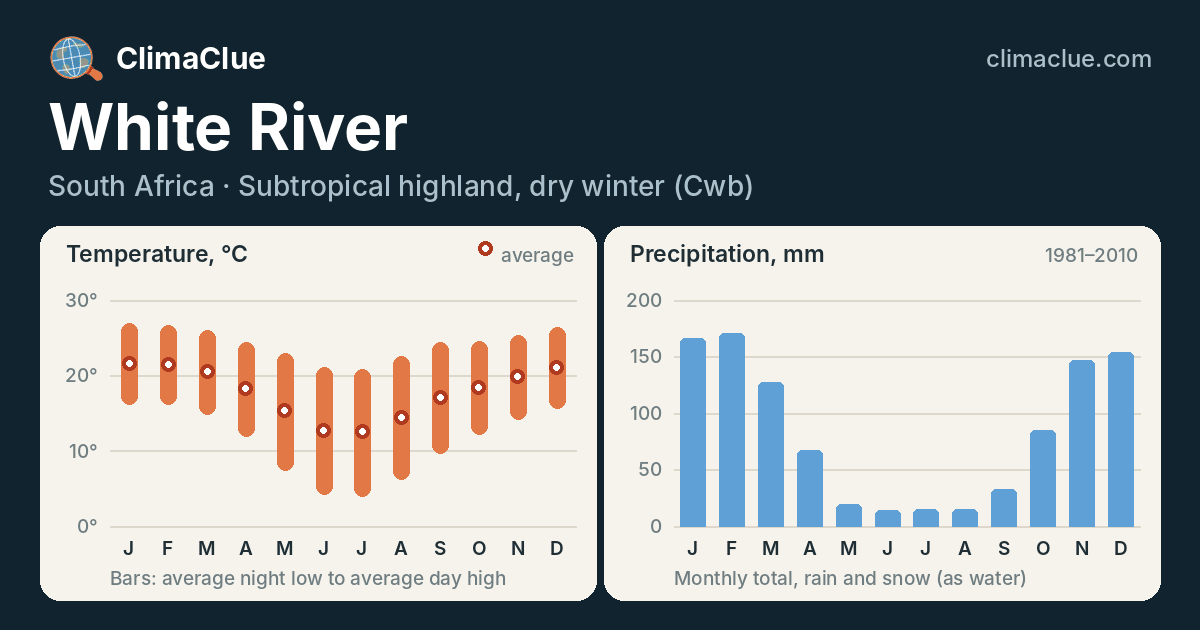 ClimaClue
climaclue.com
White River
South Africa · Subtropical highland, dry winter (Cwb)
Temperature, °C
average
30°
20°
10°
0°
J F M A M J J A S O N D
Bars: average night low to average day high
Precipitation, mm
1981–2010
200
150
100
50
0
J F M A M J J A S O N D
Monthly total, rain and snow (as water)